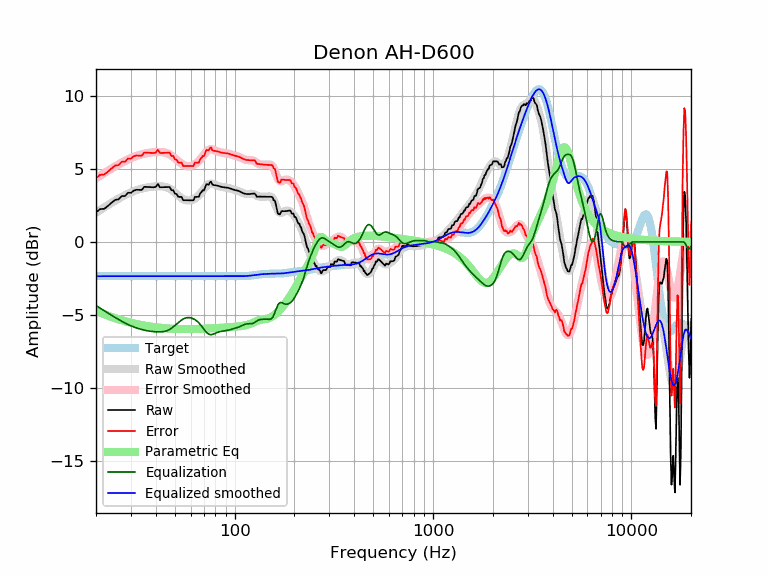 Denon AH-D600
Amplitude (dBr)
10
5
0
−5
−10
−15
Target
Raw Smoothed
Error Smoothed
Raw
Error
Parametric Eq
Equalization
Equalized smoothed
100
1000
10000
Frequency (Hz)